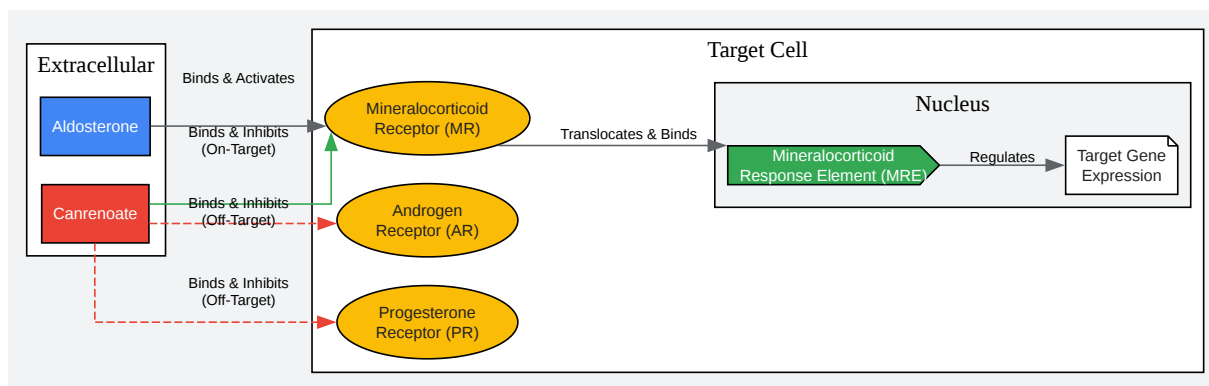 Target Cell
Extracellular
Binds & Activates
Nucleus
Aldosterone
Mineralocorticoid
Receptor (MR)
Binds & Inhibits
(On-Target)
Translocates & Binds
Mineralocorticoid
Response Element (MRE)
Regulates
Target Gene
Expression
Canrenoate
Binds & Inhibits
(Off-Target)
Androgen
Receptor (AR)
Binds & Inhibits
(Off-Target)
Progesterone
Receptor (PR)